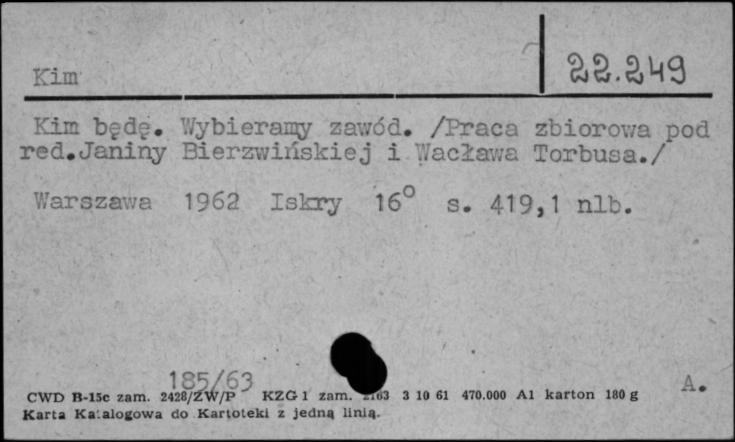 Kim
22.249
Kim będę. Wybieramy zawód. /Praca zbiorowa pod
red.Janiny Bierzwińskiej i Wacława Torbusa./
Warszawa 1962 Iskry 16° s. 419,1 nlb.
185/63
A.
CWD B-15c zam. 2428/ZW/P KZG 1 zam. 2163 3 10 61 470.000 A1 karton 180 g
Karta Katalogowa do Kartoteki z jedną linią.